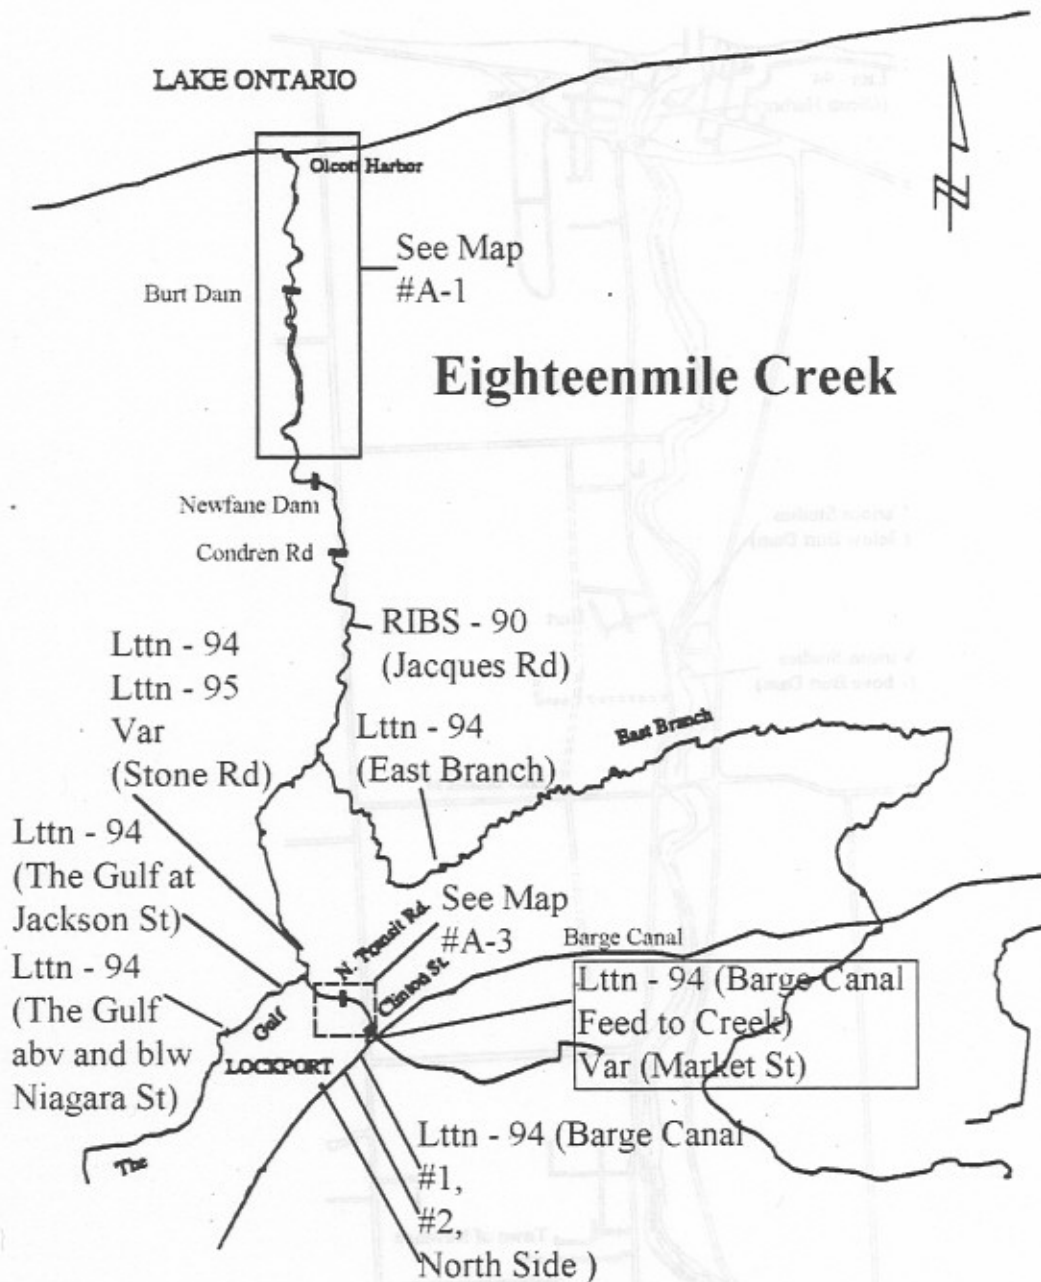 LAKE ONTARIO
Olcott Harbor
See Map
#A-1
Burt Dam
Eighteenmile Creek
Newfane Dam
Condren Rd
RIBS - 90
(Jacques Rd)
Lttn - 94
Lttn - 95
Var
(Stone Rd)
Lttn - 94
(East Branch)
East Branch
Lttn - 94
(The Gulf at
Jackson St)
See Map
#A-3
N. Transit Rd.
Clinton St.
Barge Canal
Lttn - 94
(The Gulf
abv and blw
Niagara St)
The
Gulf
LOCKPORT
Lttn - 94 (Barge Canal
Feed to Creek)
Var (Market St)
Lttn - 94 (Barge Canal
#1,
#2,
North Side )